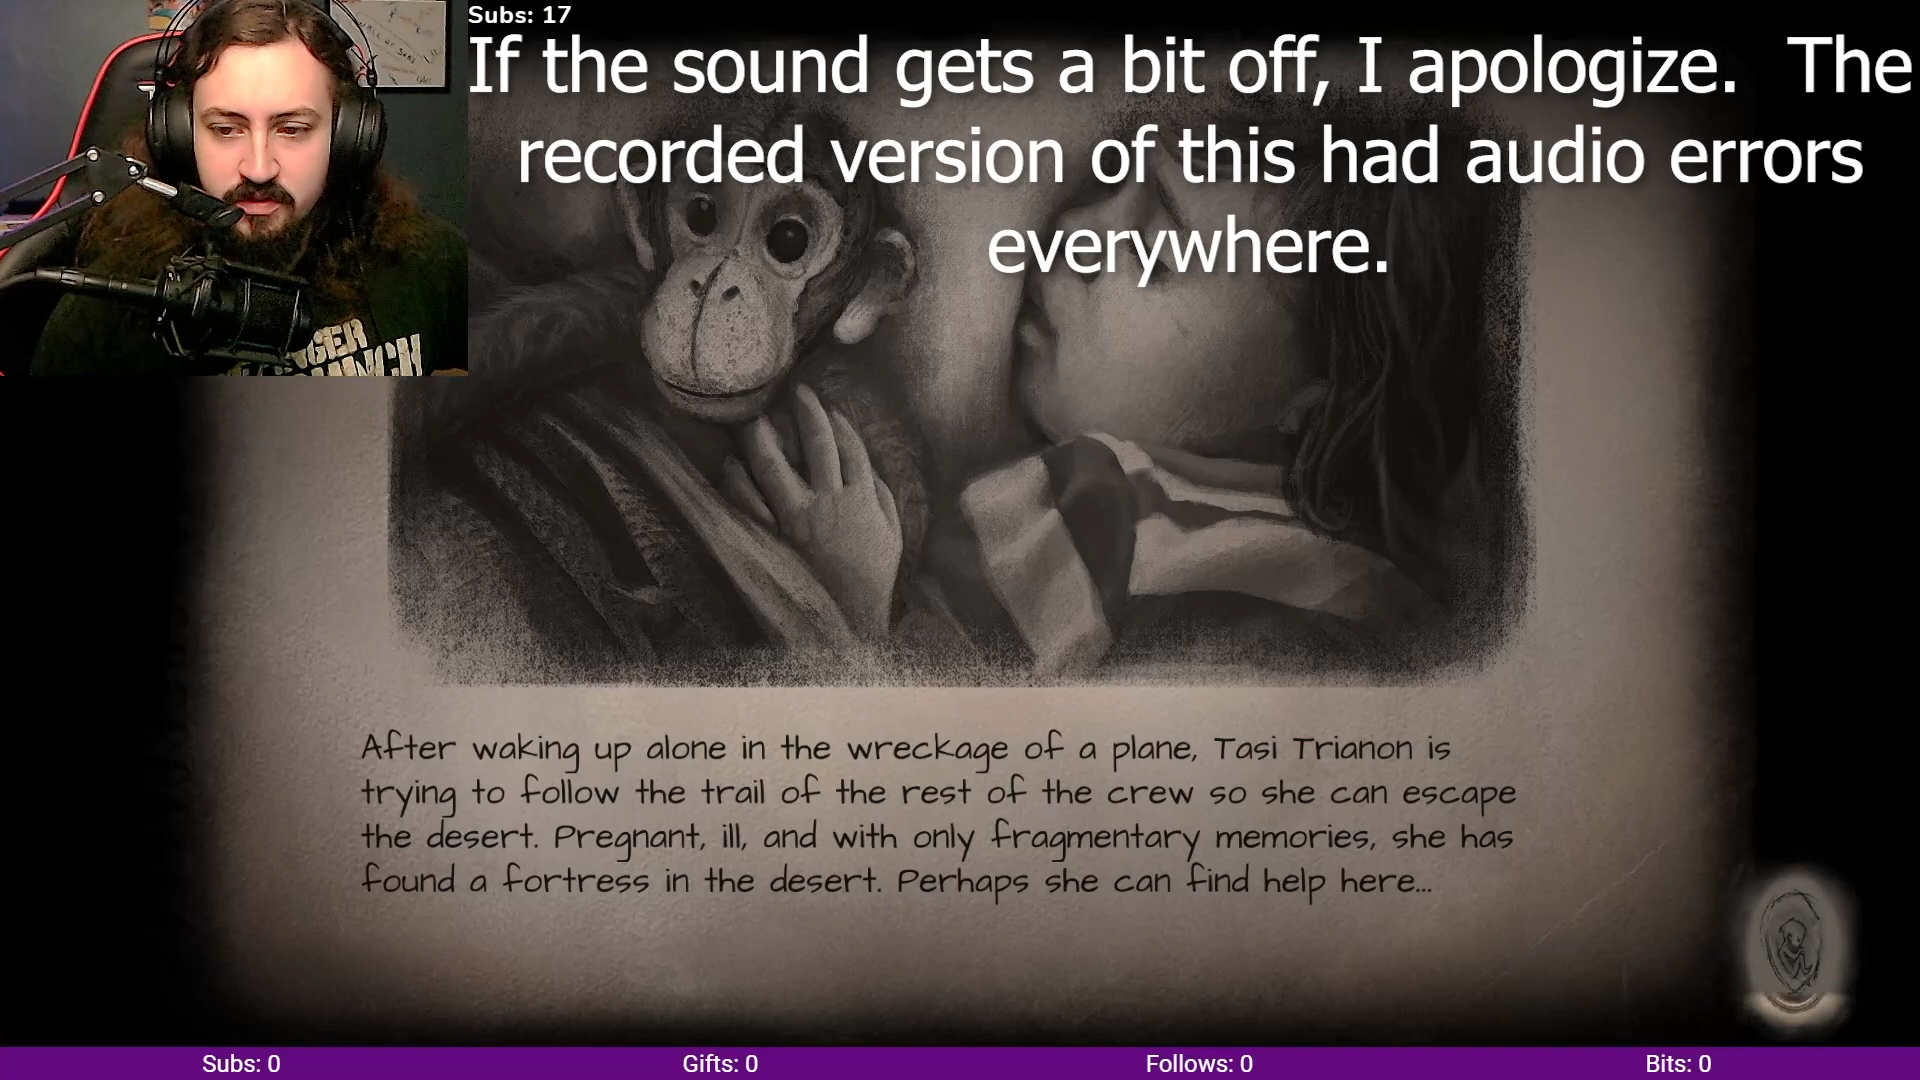 Subs: 17
If the sound gets a bit off, I apologize. The
recorded version of this had audio errors
everywhere.
After waking up alone in the wreckage of a plane, Tasi Trianon is
trying to follow the trail of the rest of the crew so she can escape
the desert. Pregnant, ill, and with only fragmentary memories, she has
found a fortress in the desert. Perhaps she can find help here...
Subs: 0 Gifts: 0 Follows: 0 Bits: 0